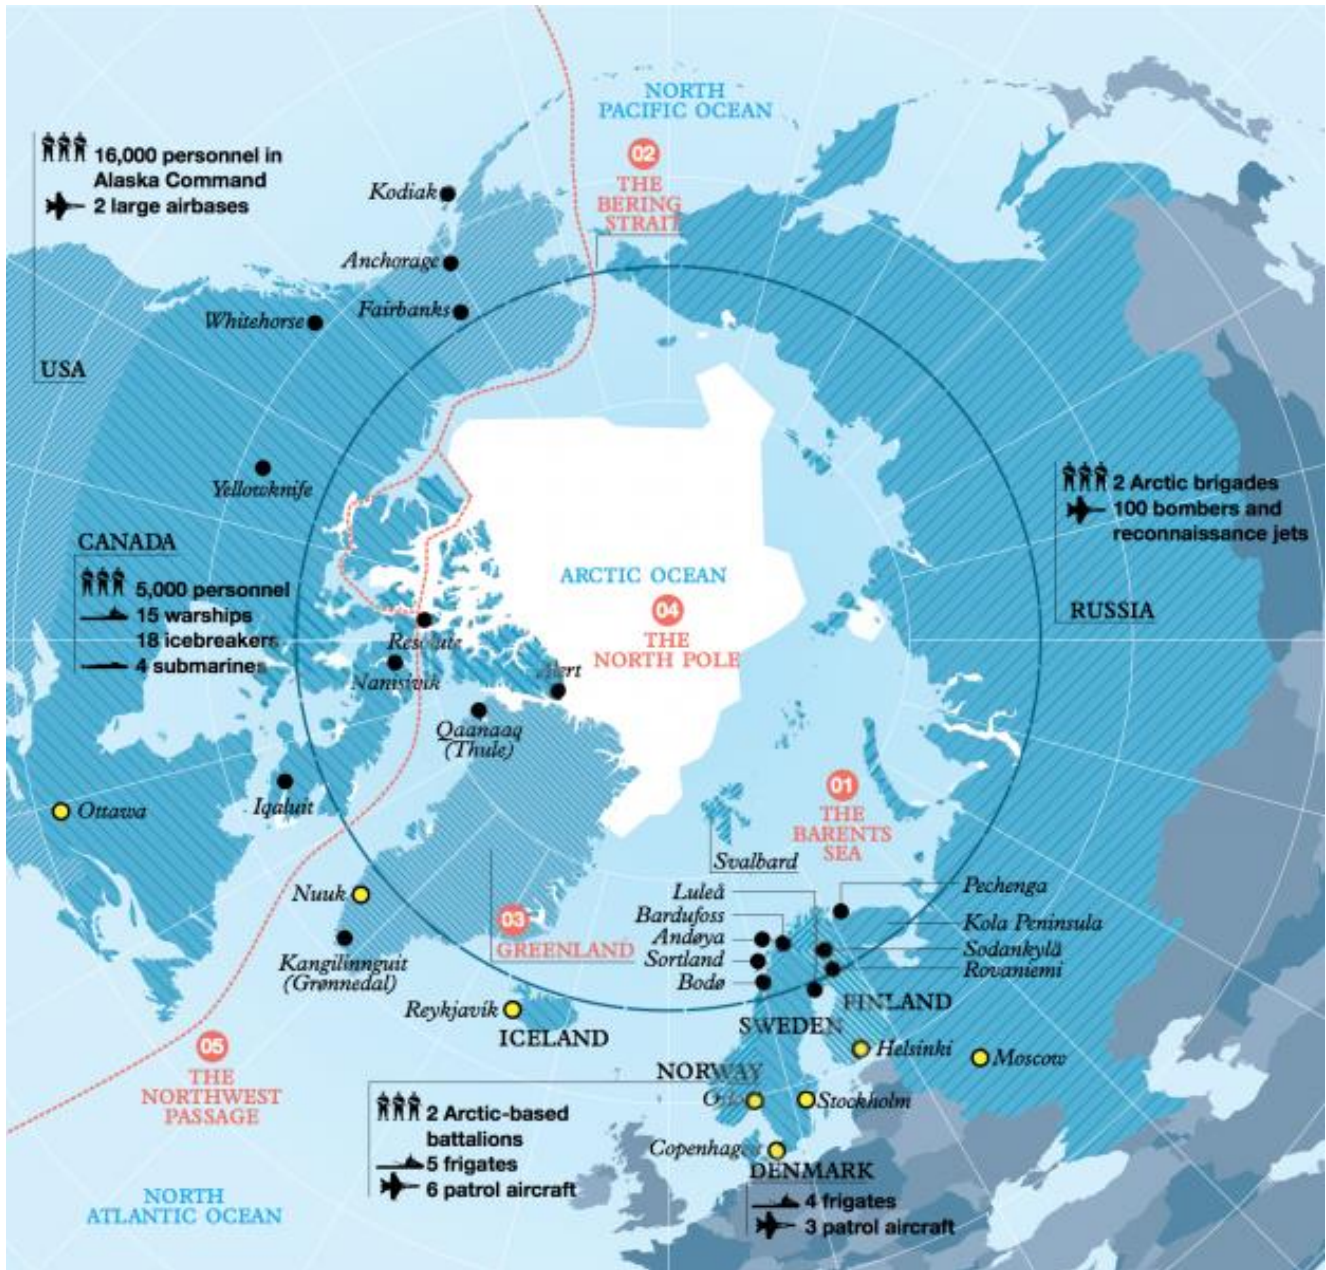 NORTH
PACIFIC OCEAN
16,000 personnel in
Alaska Command
2 large airbases
USA
02
THE
BERING
STRAIT
Kodiak
Anchorage
Fairbanks
Whitehorse
Yellowknife
CANADA
5,000 personnel
15 warships
18 icebreakers
4 submarines
2 Arctic brigades
100 bombers and
reconnaissance jets
RUSSIA
ARCTIC OCEAN
04
THE
NORTH POLE
Resolute
Nanisivik
Alert
Qaanaaq
(Thule)
Iqaluit
Ottawa
01
THE
BARENTS
SEA
Svalbard
Nuuk
03
GREENLAND
Kangilinnguit
(Grønnedal)
Luleå
Bardufoss
Andøya
Sortland
Bodø
Pechenga
Kola Peninsula
Sodankylä
Rovaniemi
Reykjavík
ICELAND
FINLAND
SWEDEN
NORWAY
Helsinki
Moscow
Oslo
Stockholm
Copenhagen
DENMARK
05
THE
NORTHWEST
PASSAGE
2 Arctic-based
battalions
5 frigates
6 patrol aircraft
4 frigates
3 patrol aircraft
NORTH
ATLANTIC OCEAN